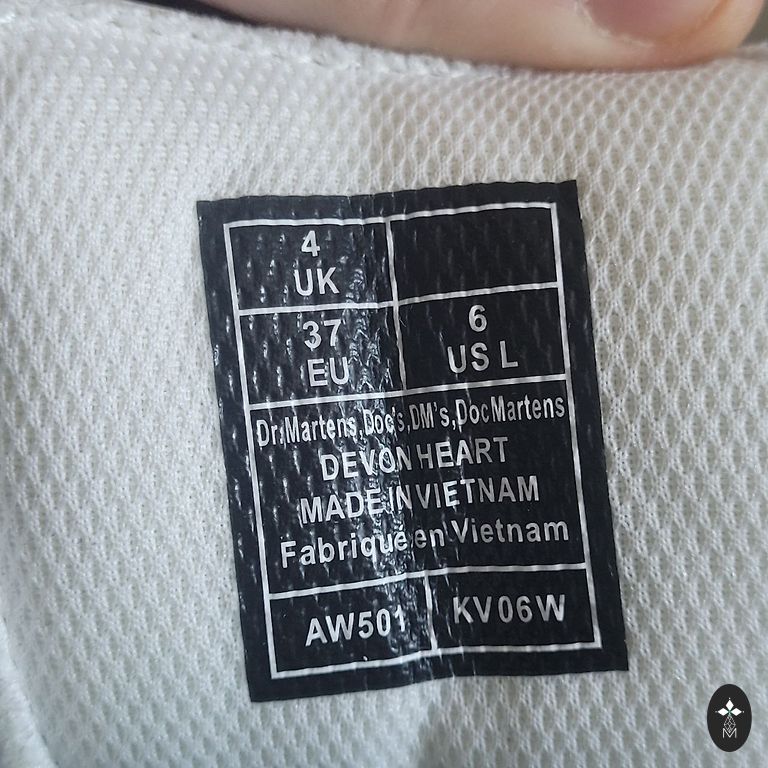 4
UK
37
EU
6
US L
Dr.Martens,Doc's,DM's,DocMartens
DEVON HEART
MADE IN VIETNAM
Fabriqué en Vietnam
AW501
KV06W
M